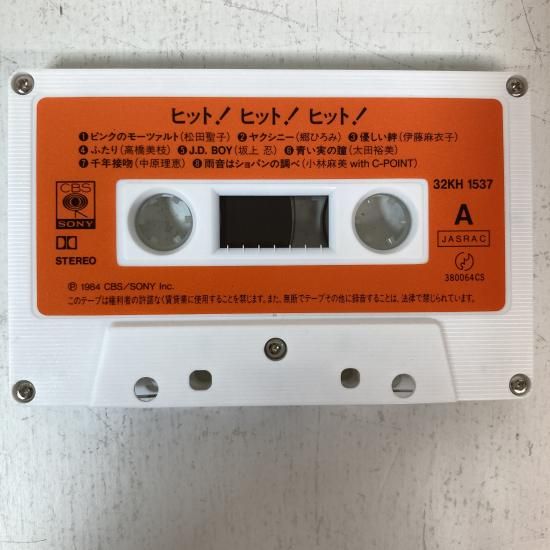 ヒット! ヒット! ヒット!
❶ピンクのモーツァルト(松田聖子) ❷ヤクシニー(郷ひろみ) ❸優しい絆(伊藤麻衣子)
❹ふたり(高橋美枝) ❺J.D. BOY(坂上 忍) ❻青い実の瞳(太田裕美)
❼千年接吻(中原理恵) ❽雨音はショパンの調べ(小林麻美 with C-POINT)
CBS
SONY
STEREO
32KH 1537
A
JASRAC
380064CS
Ⓟ 1984 CBS/SONY Inc.
このテープは権利者の許諾なく賃貸業に使用することを禁じます。また、無断でテープその他に録音することは、法律で禁じられています。